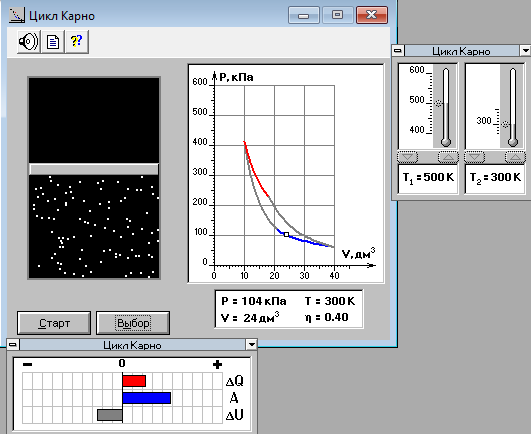 Цикл Карно
??
P, кПа
600
500
400
300
200
100
0
0 10 20 30 40 50
V, дм³
P = 104 кПа T = 300 K
V = 24 дм³ η = 0.40
Старт
Выбор
Цикл Карно
600
500
400
300
T₁ = 500 K
T₂ = 300 K
Цикл Карно
− 0 +
ΔQ
A
ΔU